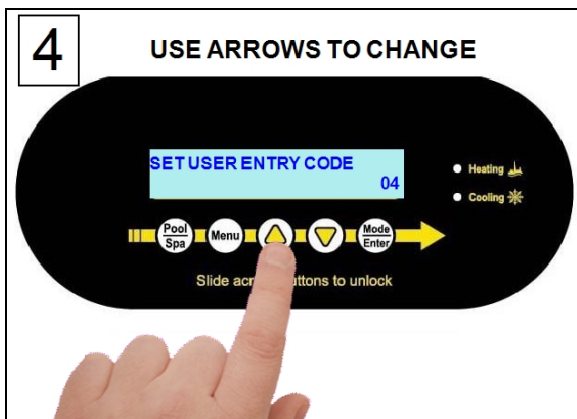 4
USE ARROWS TO CHANGE
SET USER ENTRY CODE
04
Heating
Cooling
Pool Spa Menu Mode Enter
Slide to unlock